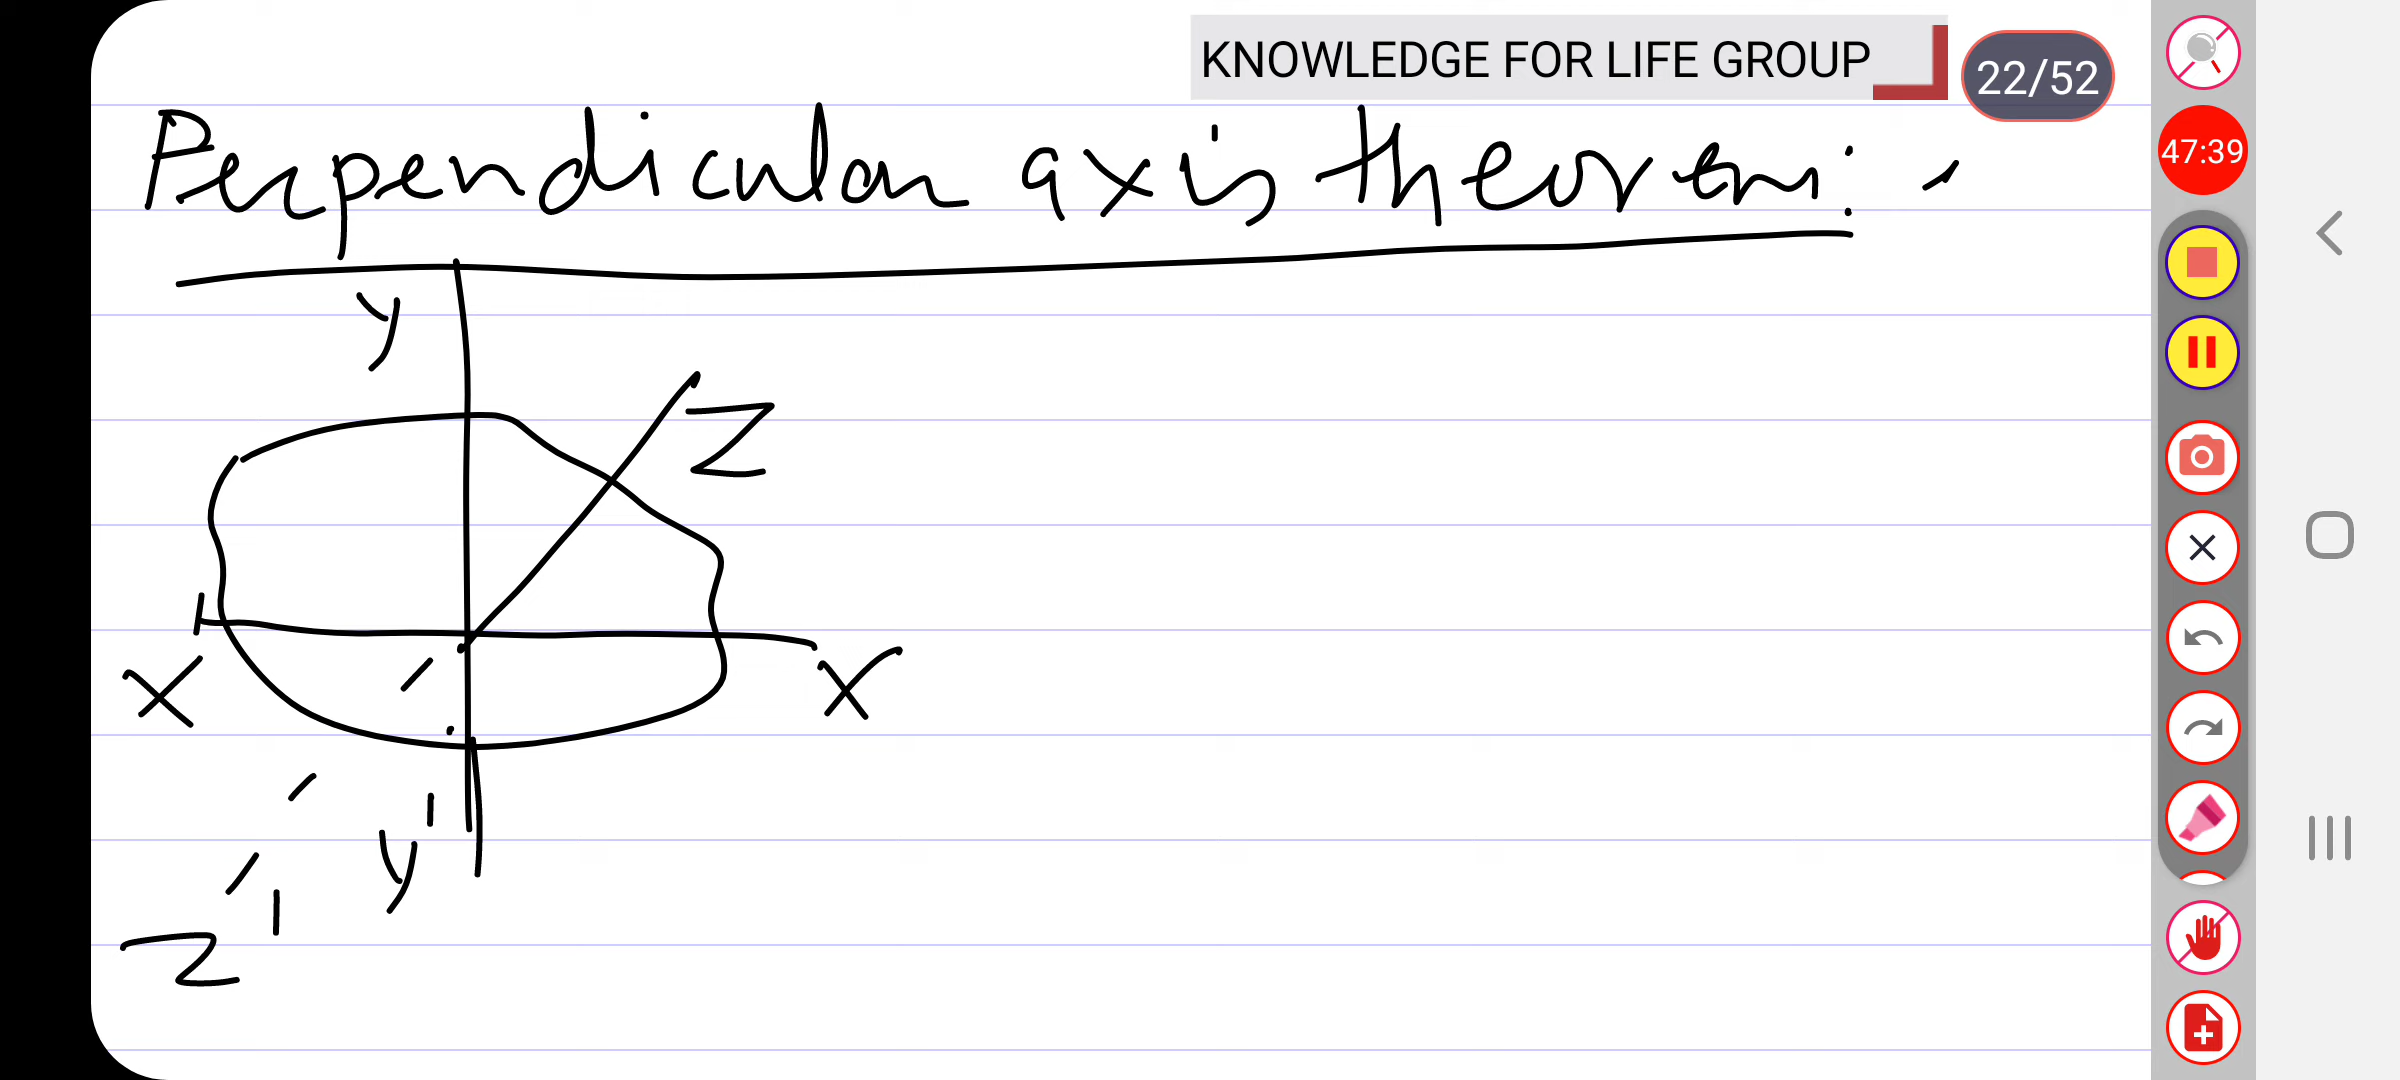 KNOWLEDGE FOR LIFE GROUP
22/52
47:39
Perpendicular axis theorem:
y
Z
X'
X
y'
Z'